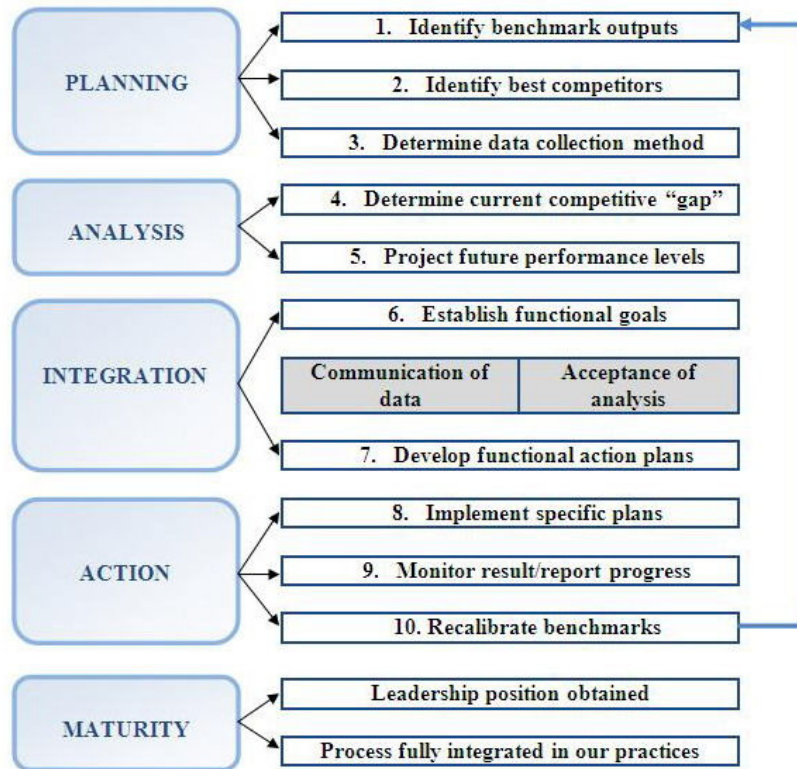 PLANNING
1. Identify benchmark outputs
2. Identify best competitors
3. Determine data collection method
ANALYSIS
4. Determine current competitive “gap”
5. Project future performance levels
INTEGRATION
6. Establish functional goals
Communication of
data
Acceptance of
analysis
7. Develop functional action plans
ACTION
8. Implement specific plans
9. Monitor result/report progress
10. Recalibrate benchmarks
MATURITY
Leadership position obtained
Process fully integrated in our practices